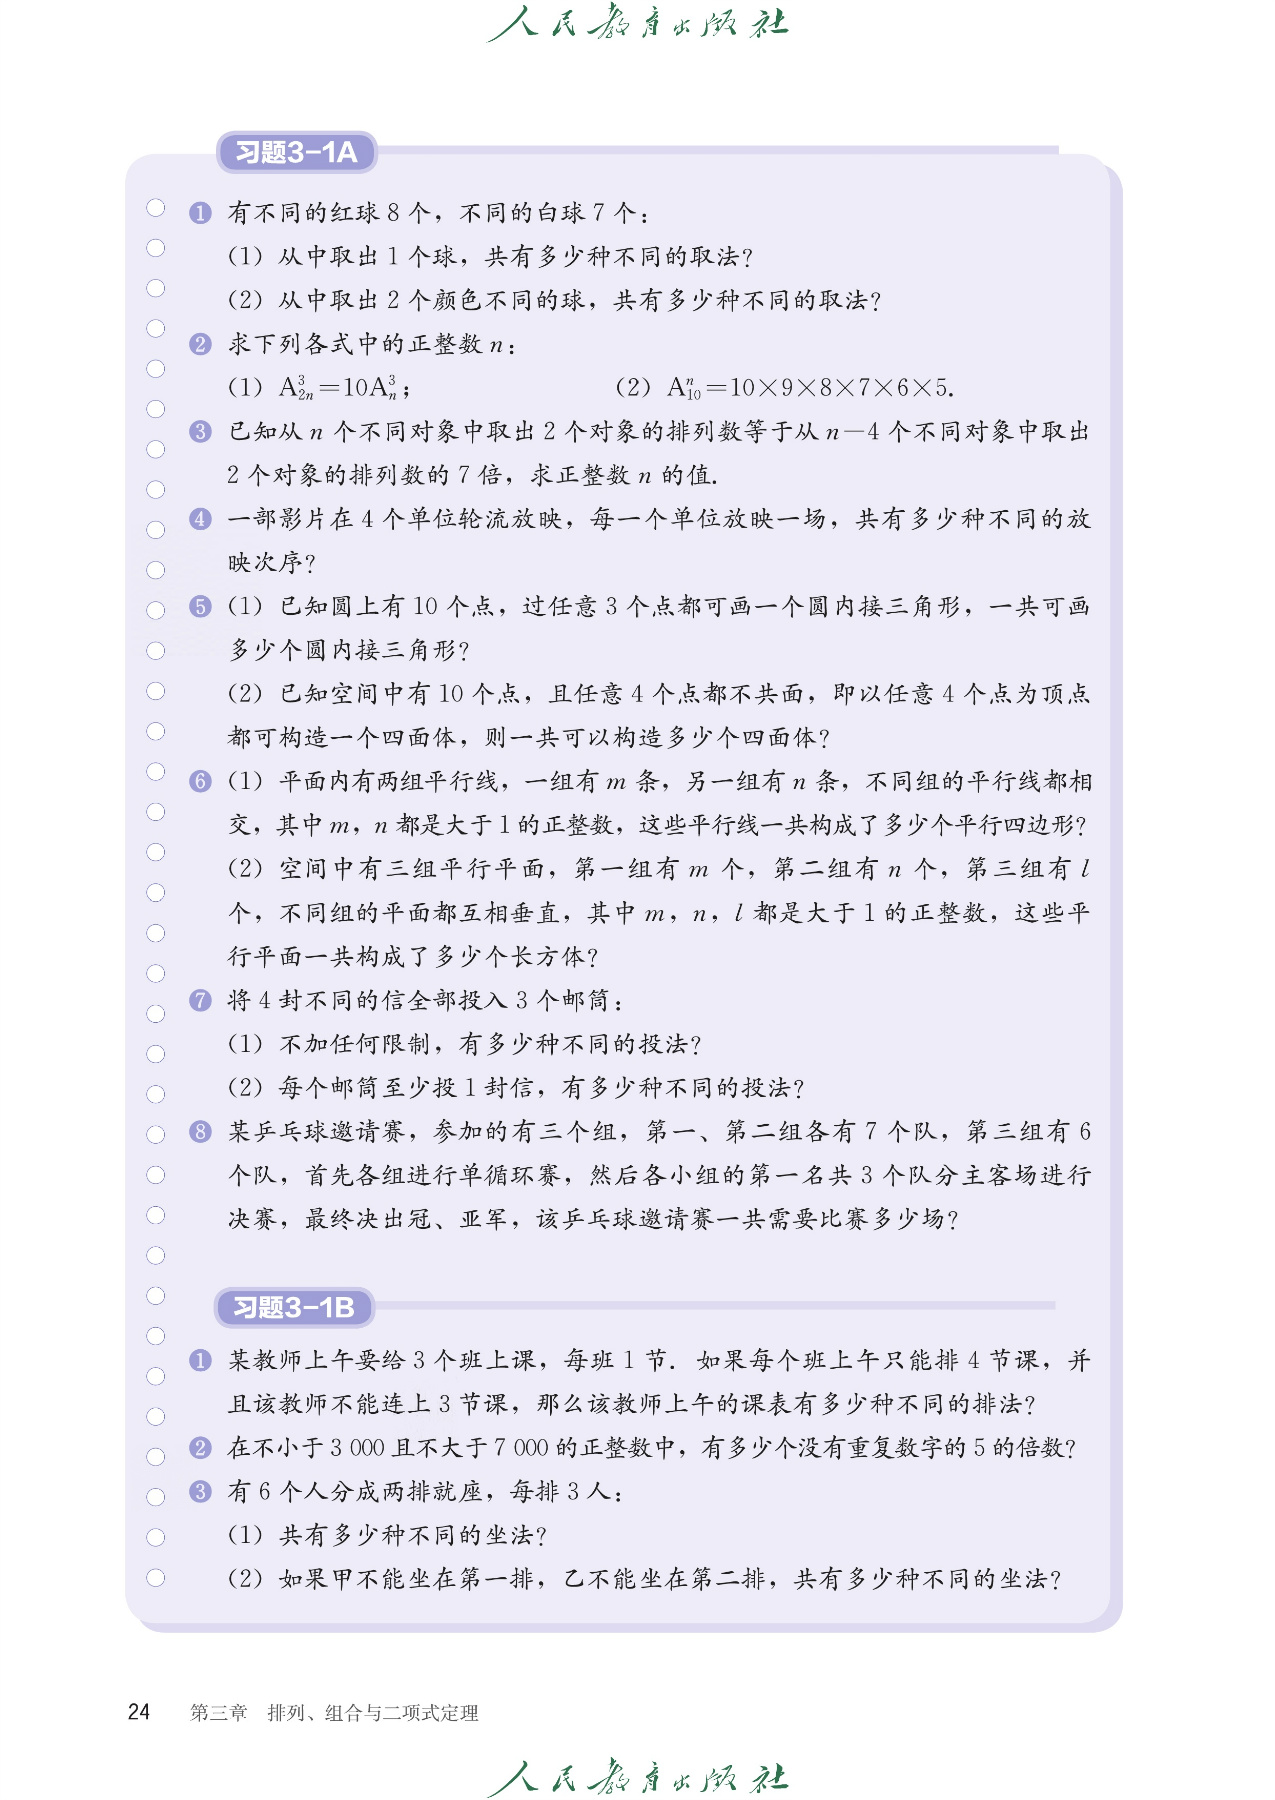 人民教育出版社
习题3-1A
1 有不同的红球 8 个，不同的白球 7 个：
（1）从中取出 1 个球，共有多少种不同的取法？
（2）从中取出 2 个颜色不同的球，共有多少种不同的取法？
2 求下列各式中的正整数 n：
（1）A³₂ₙ＝10A³ₙ；　（2）Aⁿ₁₀＝10×9×8×7×6×5.
3 已知从 n 个不同对象中取出 2 个对象的排列数等于从 n－4 个不同对象中取出
2 个对象的排列数的 7 倍，求正整数 n 的值.
4 一部影片在 4 个单位轮流放映，每一个单位放映一场，共有多少种不同的放
映次序？
5 （1）已知圆上有 10 个点，过任意 3 个点都可画一个圆内接三角形，一共可画
多少个圆内接三角形？
（2）已知空间中有 10 个点，且任意 4 个点都不共面，即以任意 4 个点为顶点
都可构造一个四面体，则一共可以构造多少个四面体？
6 （1）平面内有两组平行线，一组有 m 条，另一组有 n 条，不同组的平行线都相
交，其中 m，n 都是大于 1 的正整数，这些平行线一共构成了多少个平行四边形？
（2）空间中有三组平行平面，第一组有 m 个，第二组有 n 个，第三组有 l
个，不同组的平面都互相垂直，其中 m，n，l 都是大于 1 的正整数，这些平
行平面一共构成了多少个长方体？
7 将 4 封不同的信全部投入 3 个邮筒：
（1）不加任何限制，有多少种不同的投法？
（2）每个邮筒至少投 1 封信，有多少种不同的投法？
8 某乒乓球邀请赛，参加的有三个组，第一、第二组各有 7 个队，第三组有 6
个队，首先各组进行单循环赛，然后各小组的第一名共 3 个队分主客场进行
决赛，最终决出冠、亚军，该乒乓球邀请赛一共需要比赛多少场？
习题3-1B
1 某教师上午要给 3 个班上课，每班 1 节．如果每个班上午只能排 4 节课，并
且该教师不能连上 3 节课，那么该教师上午的课表有多少种不同的排法？
2 在不小于 3 000 且不大于 7 000 的正整数中，有多少个没有重复数字的 5 的倍数？
3 有 6 个人分成两排就座，每排 3 人：
（1）共有多少种不同的坐法？
（2）如果甲不能坐在第一排，乙不能坐在第二排，共有多少种不同的坐法？
24 第三章 排列、组合与二项式定理
人民教育出版社